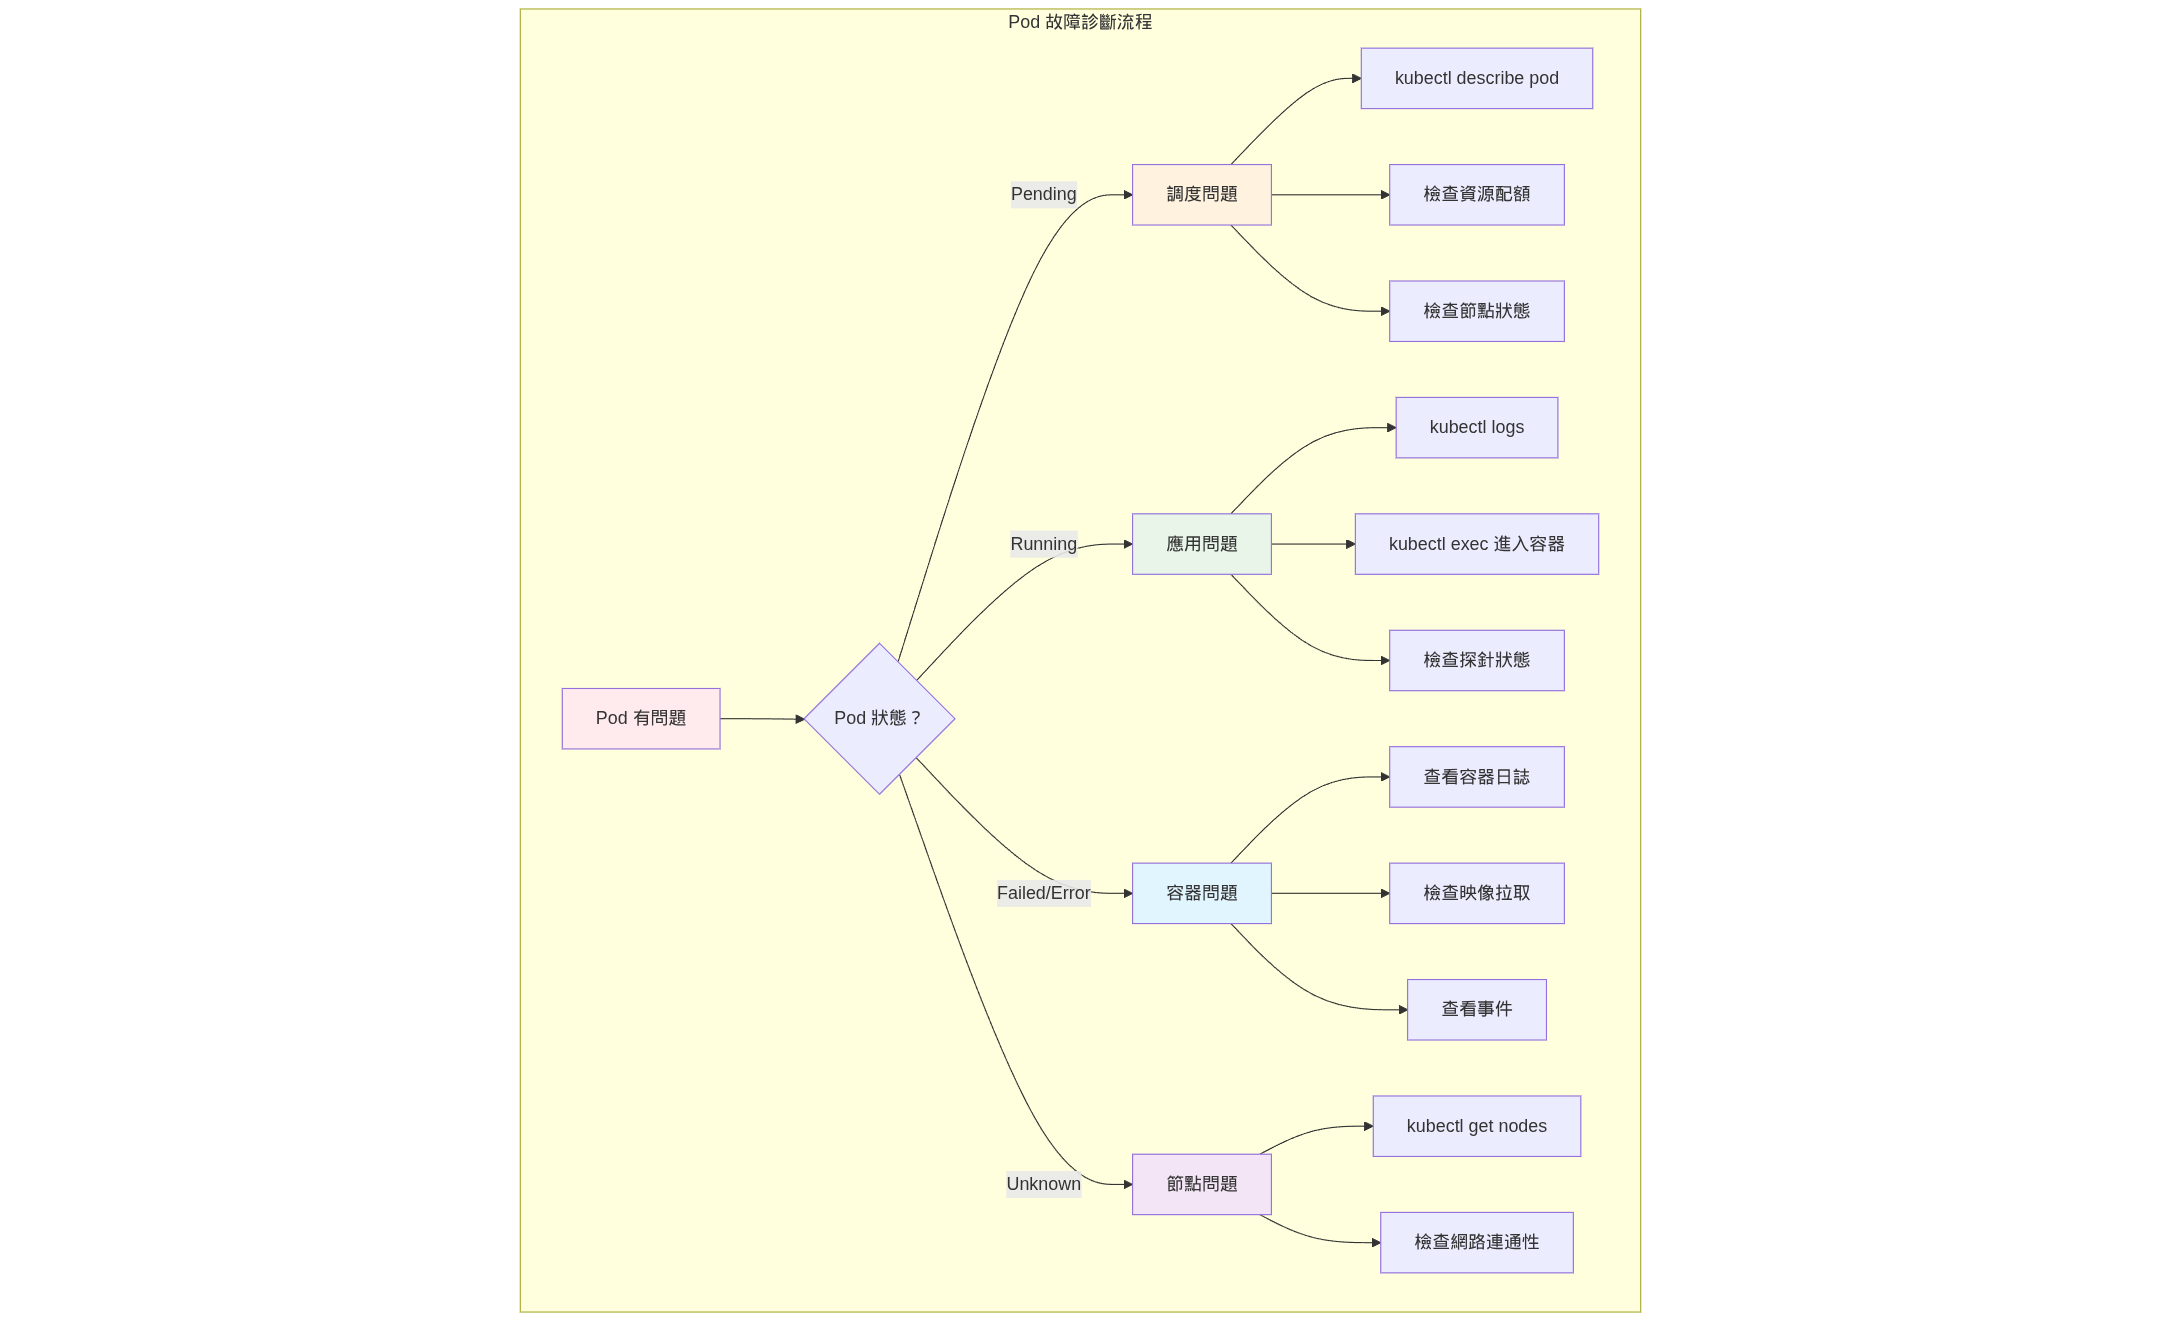 Pod 故障診斷流程
Pod 有問題
Pod 狀態？
Pending
調度問題
kubectl describe pod
檢查資源配額
檢查節點狀態
Running
應用問題
kubectl logs
kubectl exec 進入容器
檢查探針狀態
Failed/Error
容器問題
查看容器日誌
檢查映像拉取
查看事件
Unknown
節點問題
kubectl get nodes
檢查網路連通性